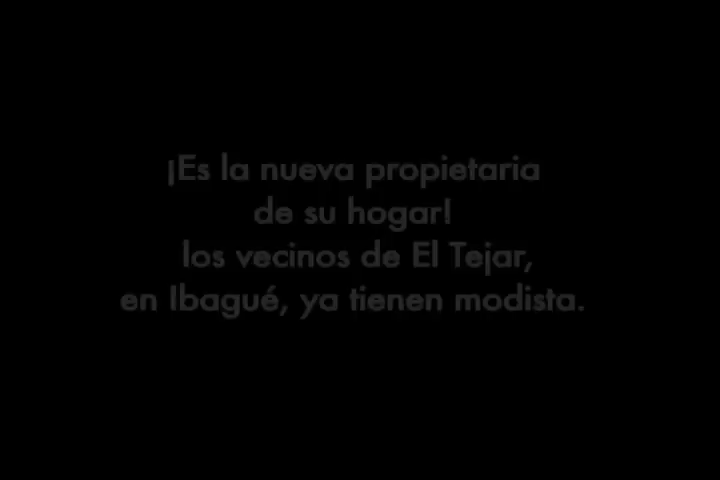 ¡Es la nueva propietaria
de su hogar!
los vecinos de El Tejar,
en Ibagué, ya tienen modista.